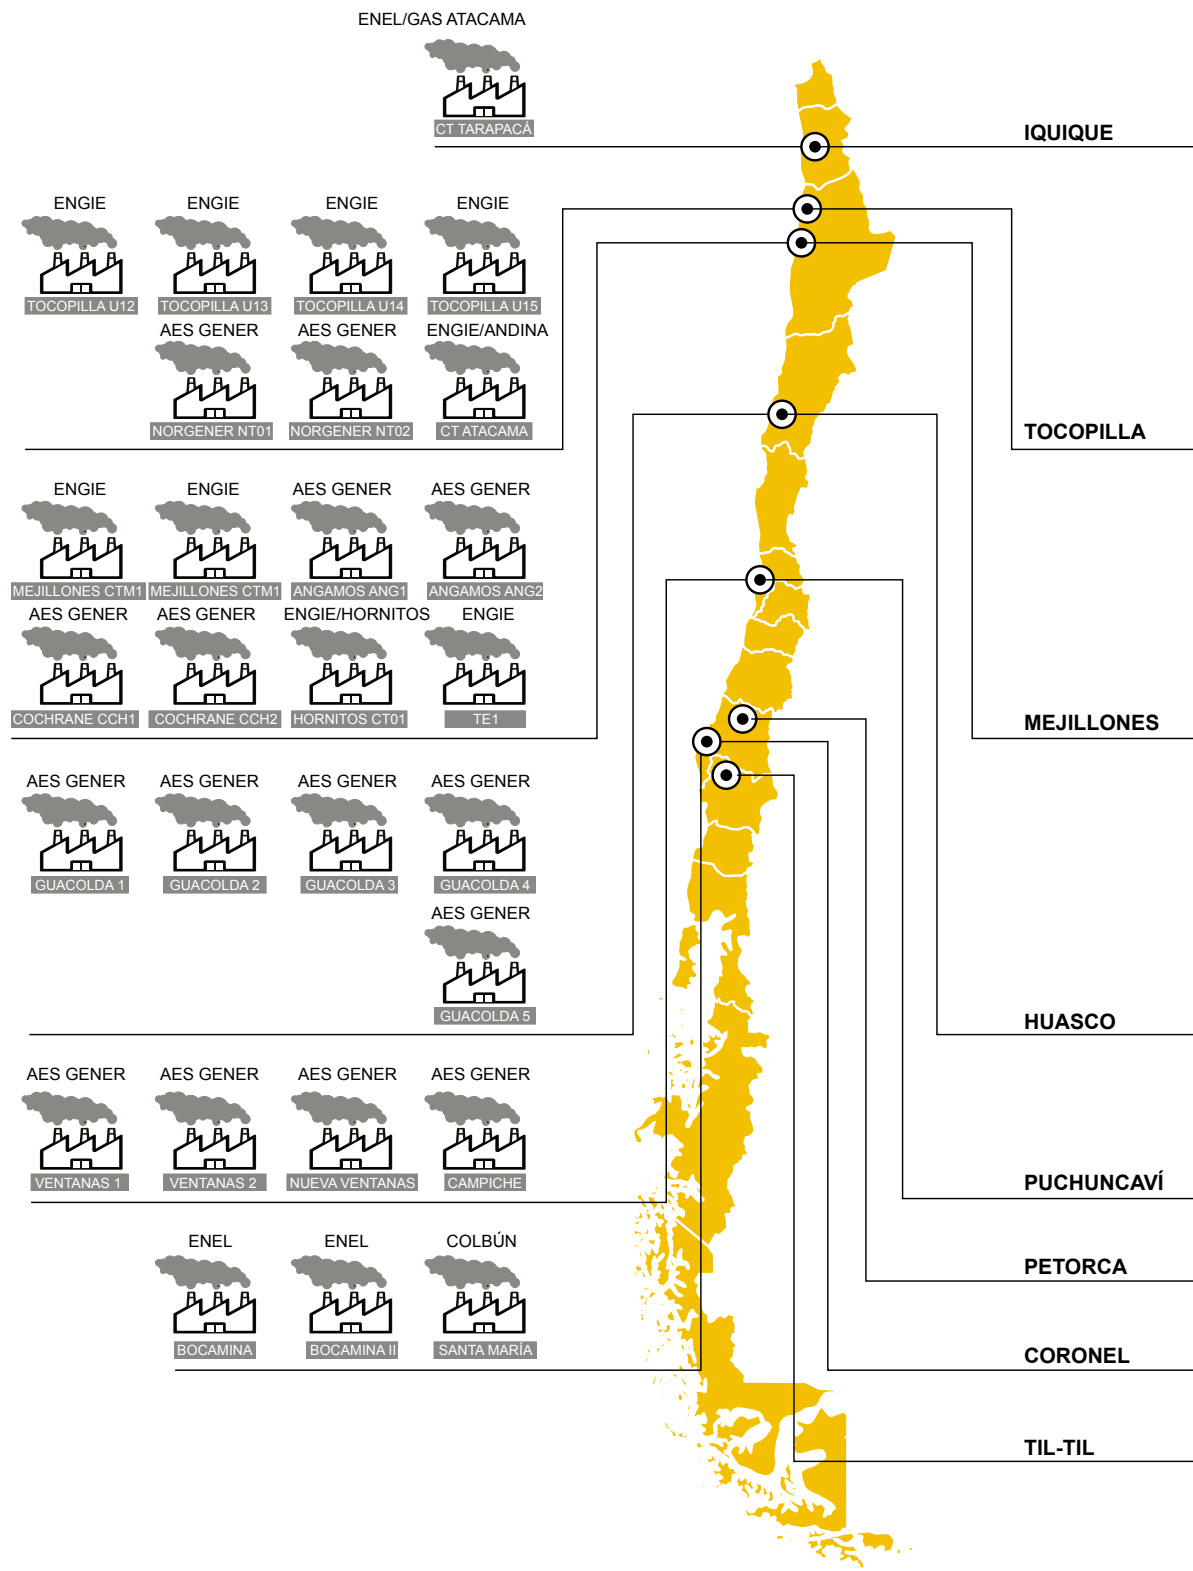 ENEL/GAS ATACAMA
CT TARAPACÁ
IQUIQUE
ENGIE ENGIE ENGIE ENGIE
TOCOPILLA U12 TOCOPILLA U13 TOCOPILLA U14 TOCOPILLA U15
AES GENER AES GENER ENGIE/ANDINA
NORGENER NT01 NORGENER NT02 CT ATACAMA
TOCOPILLA
ENGIE ENGIE AES GENER AES GENER
MEJILLONES CTM1 MEJILLONES CTM1 ANGAMOS ANG1 ANGAMOS ANG2
AES GENER AES GENER ENGIE/HORNITOS ENGIE
COCHRANE CCH1 COCHRANE CCH2 HORNITOS CT01 TE1
MEJILLONES
AES GENER AES GENER AES GENER AES GENER
GUACOLDA 1 GUACOLDA 2 GUACOLDA 3 GUACOLDA 4
AES GENER
GUACOLDA 5
HUASCO
AES GENER AES GENER AES GENER AES GENER
VENTANAS 1 VENTANAS 2 NUEVA VENTANAS CAMPICHE
PUCHUNCAVÍ
ENEL ENEL COLBÚN
PETORCA
BOCAMINA BOCAMINA II SANTA MARÍA
CORONEL
TIL-TIL